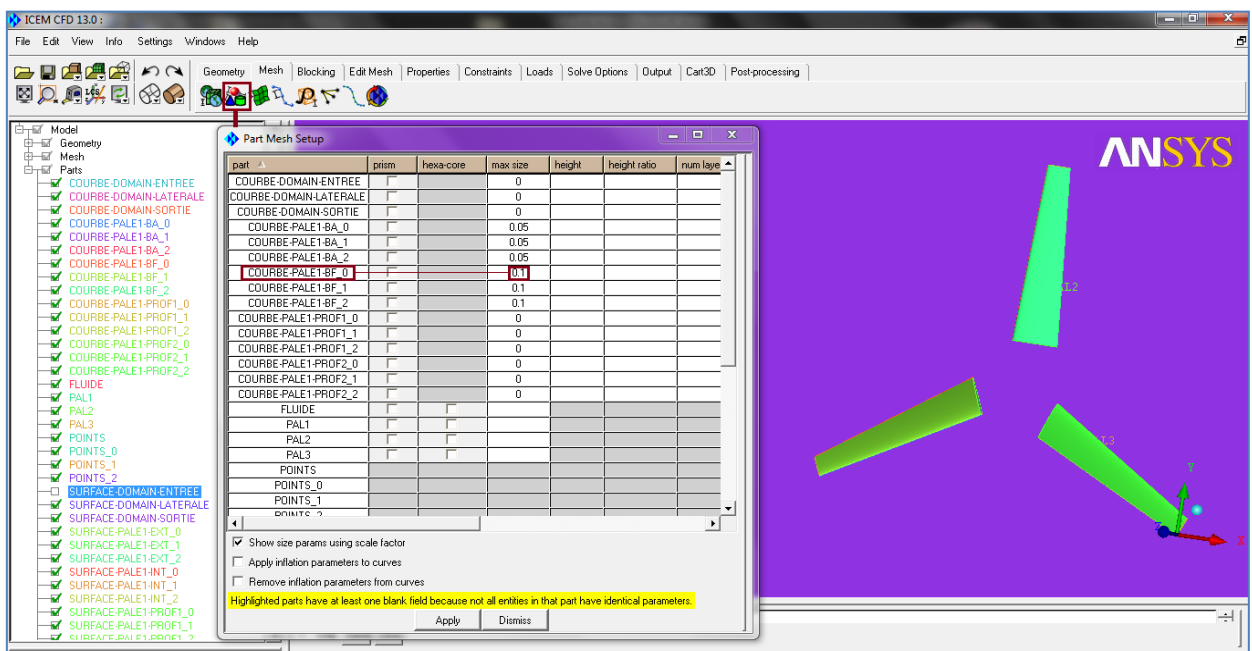 ICEM CFD 13.0 :
File Edit View Info Settings Windows Help
Geometry Mesh Blocking Edit Mesh Properties Constraints Loads Solve Options Output Cart3D Post-processing
Model
Geometry
Mesh
Parts
COURBE-DOMAIN-ENTREE
COURBE-DOMAIN-LATERALE
COURBE-DOMAIN-SORTIE
COURBE-PALE1-BA_0
COURBE-PALE1-BA_1
COURBE-PALE1-BA_2
COURBE-PALE1-BF_0
COURBE-PALE1-BF_1
COURBE-PALE1-BF_2
COURBE-PALE1-PROF1_0
COURBE-PALE1-PROF1_1
COURBE-PALE1-PROF1_2
COURBE-PALE1-PROF2_0
COURBE-PALE1-PROF2_1
COURBE-PALE1-PROF2_2
FLUIDE
PAL1
PAL2
PAL3
POINTS
POINTS_0
POINTS_1
POINTS_2
SURFACE-DOMAIN-ENTREE
SURFACE-DOMAIN-LATERALE
SURFACE-DOMAIN-SORTIE
SURFACE-PALE1-EXT_0
SURFACE-PALE1-EXT_1
SURFACE-PALE1-EXT_2
SURFACE-PALE1-INT_0
SURFACE-PALE1-INT_1
SURFACE-PALE1-INT_2
SURFACE-PALE1-PROF1_0
SURFACE-PALE1-PROF1_1
SURFACE-PALE1-PROF1_2
Part Mesh Setup
part prism hexa-core max size height height ratio num laye
COURBE-DOMAIN-ENTREE 0
COURBE-DOMAIN-LATERALE 0
COURBE-DOMAIN-SORTIE 0
COURBE-PALE1-BA_0 0.05
COURBE-PALE1-BA_1 0.05
COURBE-PALE1-BA_2 0.05
COURBE-PALE1-BF_0 0.1
COURBE-PALE1-BF_1 0.1
COURBE-PALE1-BF_2 0.1
COURBE-PALE1-PROF1_0 0
COURBE-PALE1-PROF1_1 0
COURBE-PALE1-PROF1_2 0
COURBE-PALE1-PROF2_0 0
COURBE-PALE1-PROF2_1 0
COURBE-PALE1-PROF2_2 0
FLUIDE
PAL1
PAL2
PAL3
POINTS
POINTS_0
POINTS_1
POINTS_2
Show size params using scale factor
Apply inflation parameters to curves
Remove inflation parameters from curves
Highlighted parts have at least one blank field because not all entities in that part have identical parameters.
Apply Dismiss
ANSYS
L2
L3
Y
Z
X